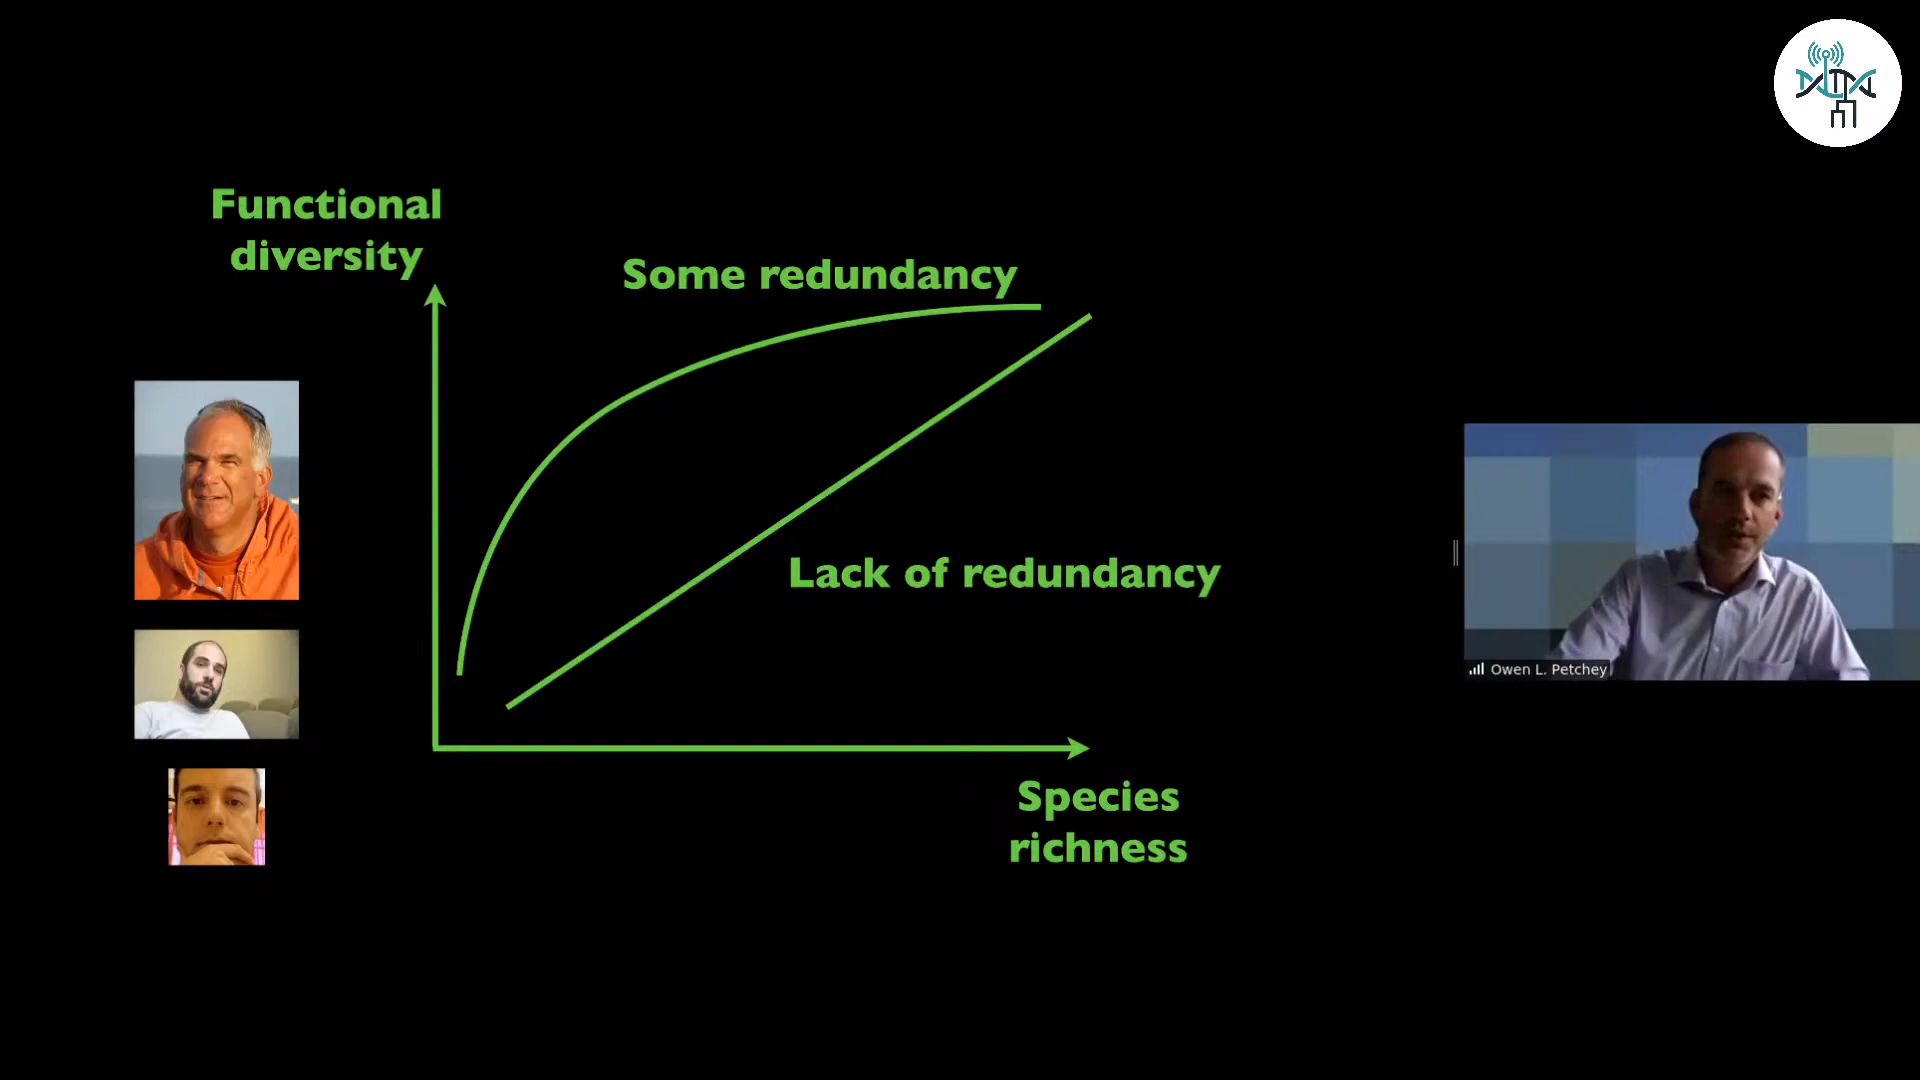 Functional
diversity
Some redundancy
Lack of redundancy
Species
richness
Owen L. Petchey